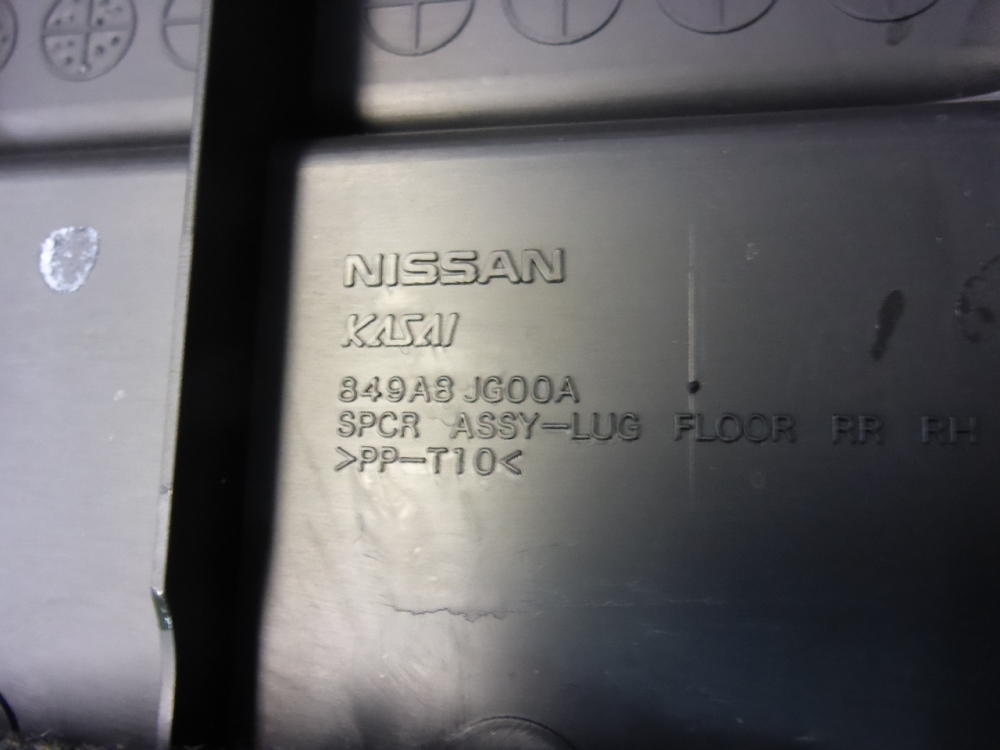 NISSAN
KASAI
849A8 JG00A
SPCR ASSY-LUG FLOOR RR RH
>PP-T10<